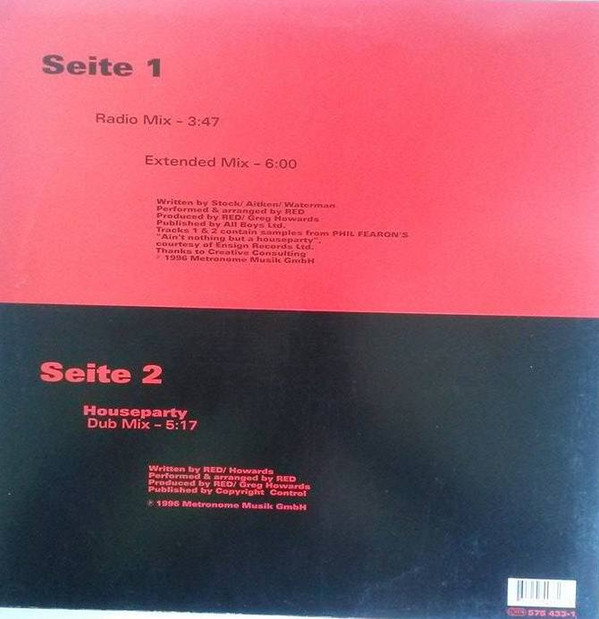 Seite 1
Radio Mix - 3:47
Extended Mix - 6:00
Written by Stock/ Aitken/ Waterman
Performed & arranged by RED
Produced by RED/ Greg Howards
Published by All Boys Ltd.
Tracks 1 & 2 contain samples from PHIL FEARON'S
"Ain't nothing but a houseparty",
courtesy of Ensign Records Ltd.
Thanks to Creative Consulting
℗ 1996 Metronome Musik GmbH
Seite 2
Houseparty
Dub Mix - 5:17
Written by RED/ Howards
Performed & arranged by RED
Produced by RED/ Greg Howards
Published by Copyright Control
℗ 1996 Metronome Musik GmbH
575 433-1